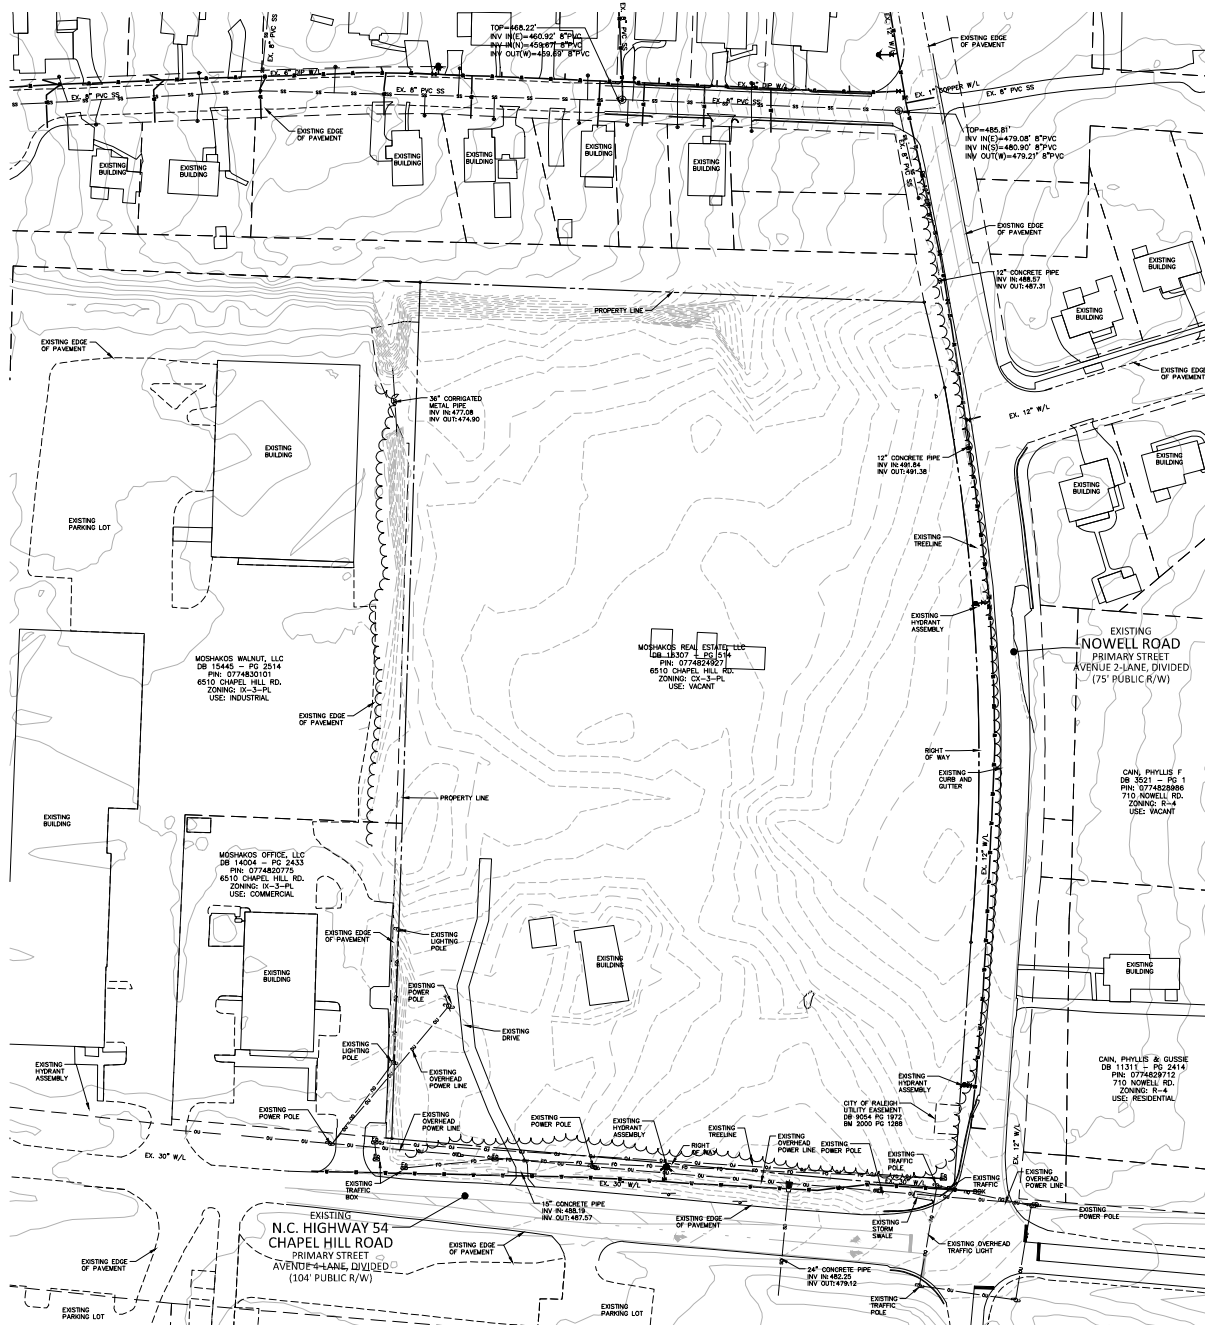 TOP=468.22'
INV IN(E)=460.92' 8"PVC
INV IN(N)=459.67' 8"PVC
INV OUT(W)=459.69' 8"PVC
EX. 8" PVC SS
EX. 8" PVC SS
EX. 6" DIP W/L
EX. 8" PVC SS
EX. 8" PVC SS
EXISTING EDGE
OF PAVEMENT
EX. 1" COPPER W/L
EX. 8" PVC SS
EXISTING EDGE
OF PAVEMENT
TOP=485.81'
INV IN(E)=479.08' 8"PVC
INV IN(S)=480.90' 8"PVC
INV OUT(W)=479.21' 8"PVC
EX. 8" PVC SS
EXISTING
BUILDING
EXISTING
BUILDING
EXISTING
BUILDING
EXISTING
BUILDING
EXISTING
BUILDING
EXISTING
BUILDING
EXISTING EDGE
OF PAVEMENT
EXISTING
BUILDING
12" CONCRETE PIPE
INV IN:488.57
INV OUT:487.31
EXISTING
BUILDING
PROPERTY LINE
EXISTING EDGE
OF PAVEMENT
EXISTING EDGE
OF PAVEMENT
36" CORRIGATED
METAL PIPE
INV IN:477.08
INV OUT:474.90
EX. 12" W/L
EXISTING
BUILDING
12" CONCRETE PIPE
INV IN:491.84
INV OUT:491.38
EXISTING
BUILDING
EXISTING
BUILDING
EXISTING
PARKING LOT
EXISTING
TREELINE
EXISTING
HYDRANT
ASSEMBLY
EXISTING
NOWELL ROAD
PRIMARY STREET
AVENUE 2-LANE, DIVIDED
(75' PUBLIC R/W)
MOSHAKOS WALNUT, LLC
DB 15445 - PG 2514
PIN: 0774830101
6510 CHAPEL HILL RD.
ZONING: IX-3-PL
USE: INDUSTRIAL
MOSHAKOS REAL ESTATE, LLC
DB 16307 - PG 514
PIN: 0774824927
6510 CHAPEL HILL RD.
ZONING: CX-3-PL
USE: VACANT
EXISTING EDGE
OF PAVEMENT
RIGHT
OF WAY
EXISTING
CURB AND
GUTTER
PROPERTY LINE
CAIN, PHYLLIS F
DB 3521 - PG 1
PIN: 0774828986
710 NOWELL RD.
ZONING: R-4
USE: VACANT
EXISTING
BUILDING
MOSHAKOS OFFICE, LLC
DB 14004 - PG 2433
PIN: 0774820775
6510 CHAPEL HILL RD.
ZONING: IX-3-PL
USE: COMMERCIAL
EX. 12" W/L
EXISTING EDGE
OF PAVEMENT
EXISTING
LIGHTING
POLE
EXISTING
BUILDING
EXISTING
BUILDING
EXISTING
BUILDING
EXISTING
POWER
POLE
EXISTING
DRIVE
EXISTING
LIGHTING
POLE
EXISTING
OVERHEAD
POWER LINE
EXISTING
HYDRANT
ASSEMBLY
EXISTING
HYDRANT
ASSEMBLY
CAIN, PHYLLIS & GUSSIE
DB 11311 - PG 2414
PIN: 0774829712
710 NOWELL RD.
ZONING: R-4
USE: RESIDENTIAL
CITY OF RALEIGH
UTILITY EASEMENT
DB 9054 PG 1972
BM 2000 PG 1288
EXISTING
POWER POLE
EXISTING
OVERHEAD
POWER LINE
EXISTING
POWER POLE
EXISTING
HYDRANT
ASSEMBLY
RIGHT
OF WAY
EXISTING
TREELINE
EXISTING
OVERHEAD
POWER LINE
EXISTING
POWER POLE
EXISTING
TRAFFIC
POLE
EX. 12" W/L
EX. 30" W/L
EX. 30" W/L
EXISTING
TRAFFIC
BOX
EXISTING
TRAFFIC
BOX
EXISTING
OVERHEAD
POWER LINE
EXISTING
POWER POLE
15" CONCRETE PIPE
INV IN:488.19
INV OUT:487.57
EXISTING EDGE
OF PAVEMENT
EXISTING
STORM
SWALE
EXISTING OVERHEAD
TRAFFIC LIGHT
EXISTING
N.C. HIGHWAY 54
CHAPEL HILL ROAD
PRIMARY STREET
AVENUE 4-LANE, DIVIDED
(104' PUBLIC R/W)
EXISTING EDGE
OF PAVEMENT
EXISTING EDGE
OF PAVEMENT
24" CONCRETE PIPE
INV IN:482.25
INV OUT:479.12
EXISTING
TRAFFIC
POLE
EXISTING
PARKING LOT
EXISTING
PARKING LOT